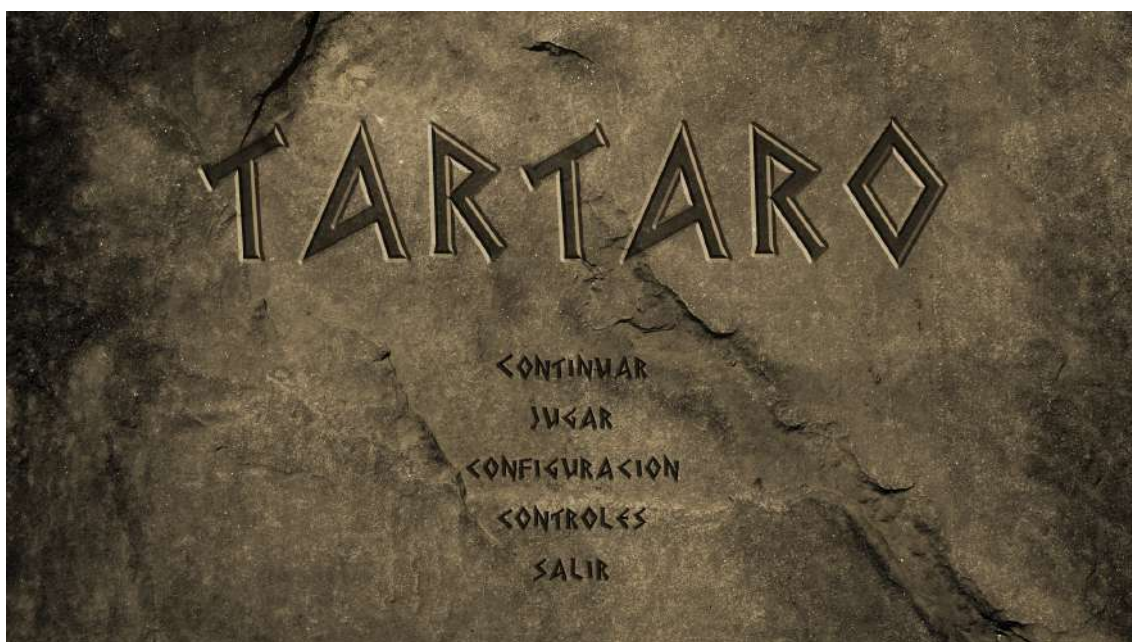 TARTARO
CONTINUAR
JUGAR
CONFIGURACION
CONTROLES
SALIR